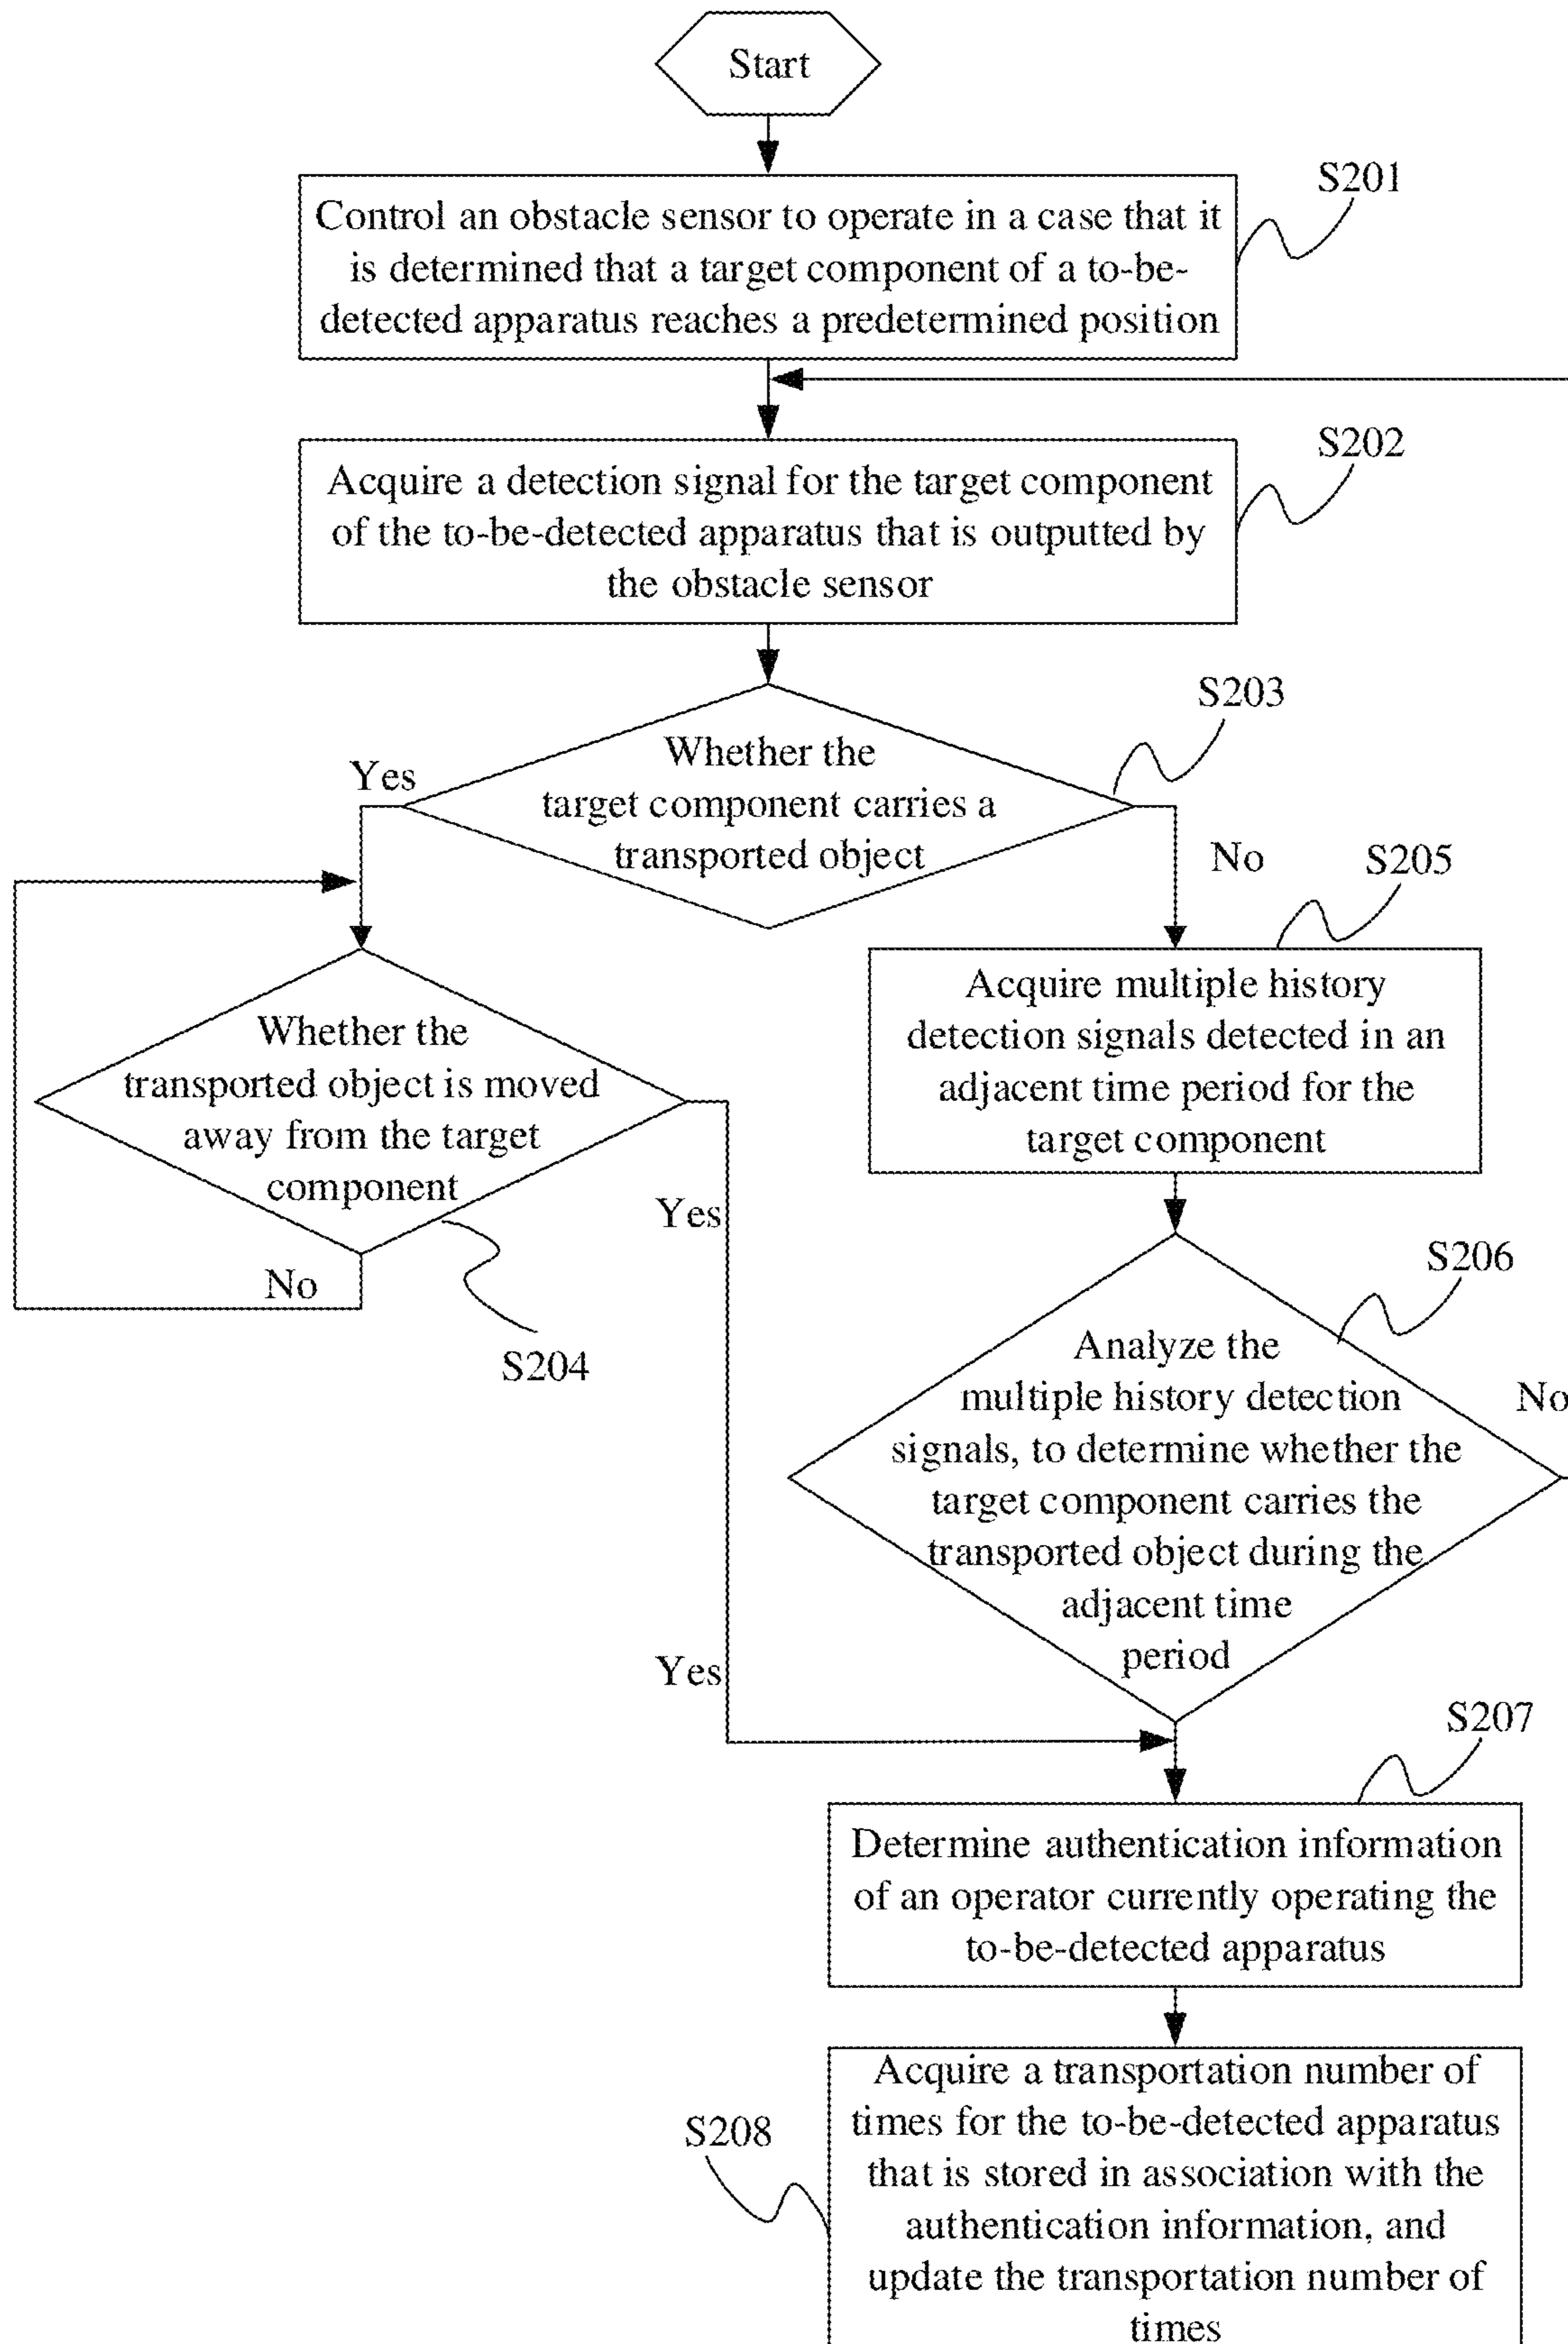 Start
S201
Control an obstacle sensor to operate in a case that it
is determined that a target component of a to-be-
detected apparatus reaches a predetermined position
S202
Acquire a detection signal for the target component
of the to-be-detected apparatus that is outputted by
the obstacle sensor
S203
Whether the
target component carries a
transported object
Yes
No
S205
Whether the
transported object is moved
away from the target
component
Acquire multiple history
detection signals detected in an
adjacent time period for the
target component
Yes
No
S204
S206
Analyze the
multiple history detection
signals, to determine whether the
target component carries the
transported object during the
adjacent time
period
No
Yes
S207
Determine authentication information
of an operator currently operating the
to-be-detected apparatus
S208
Acquire a transportation number of
times for the to-be-detected apparatus
that is stored in association with the
authentication information, and
update the transportation number of
times